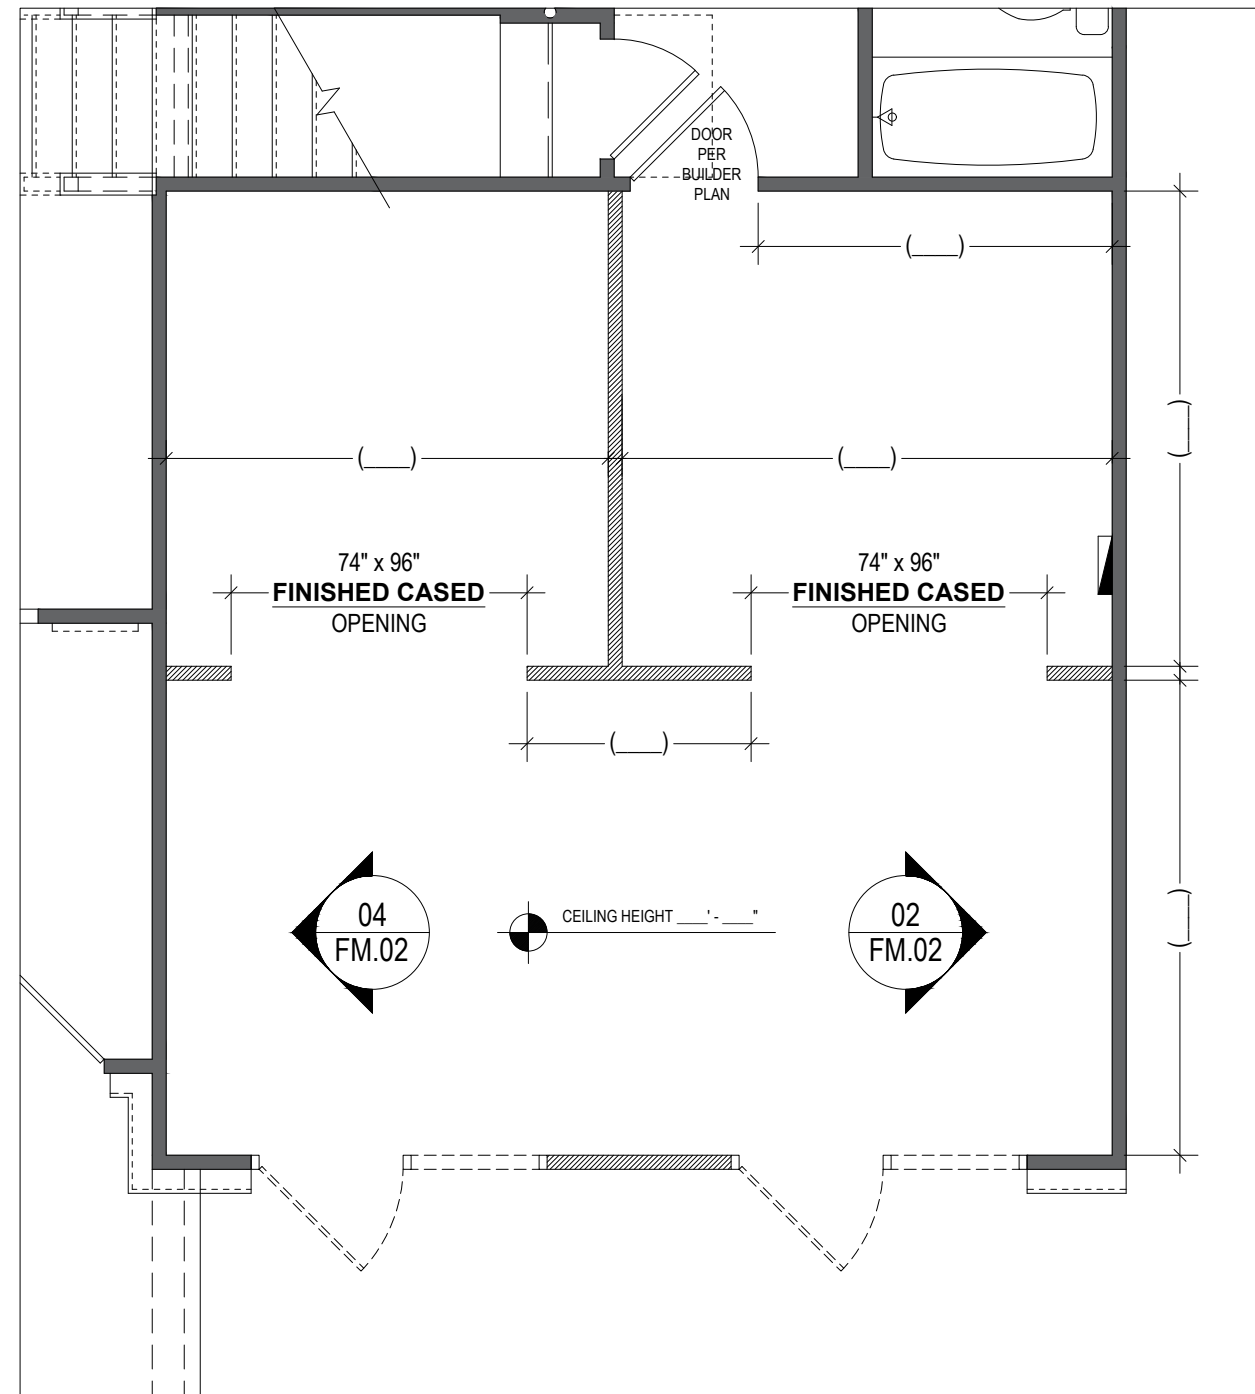 DOOR
PER
BUILDER
PLAN
(____)
(____)
(____)
(____)
74" x 96"
FINISHED CASED
OPENING
74" x 96"
FINISHED CASED
OPENING
(____)
04
FM.02
CEILING HEIGHT ____' - ____"
02
FM.02
(____)